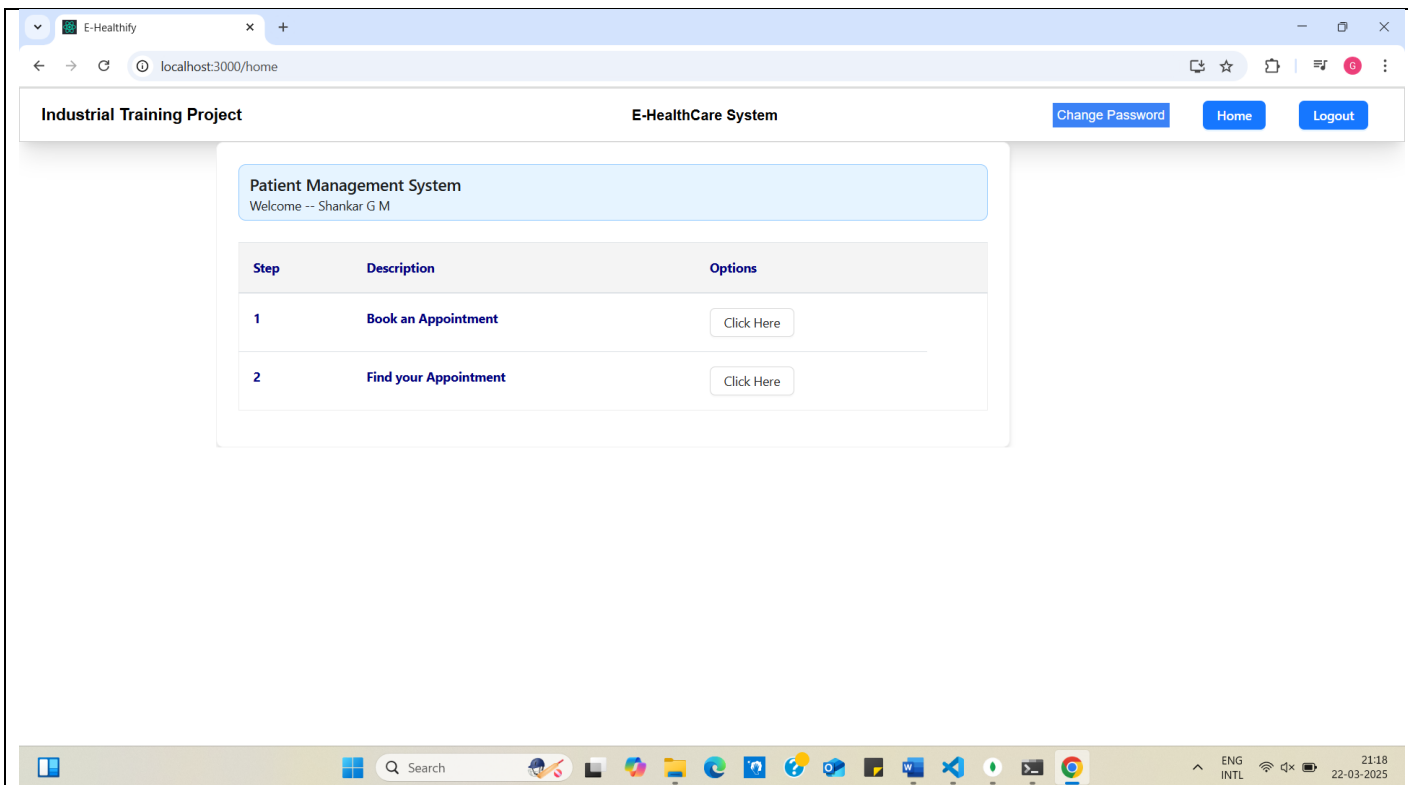 E-Healthify
localhost:3000/home
G
Industrial Training Project
E-HealthCare System
Change Password
Home
Logout
Patient Management System
Welcome -- Shankar G M
Step Description Options
1 Book an Appointment Click Here
2 Find your Appointment Click Here
Search
ENG
INTL
21:18
22-03-2025